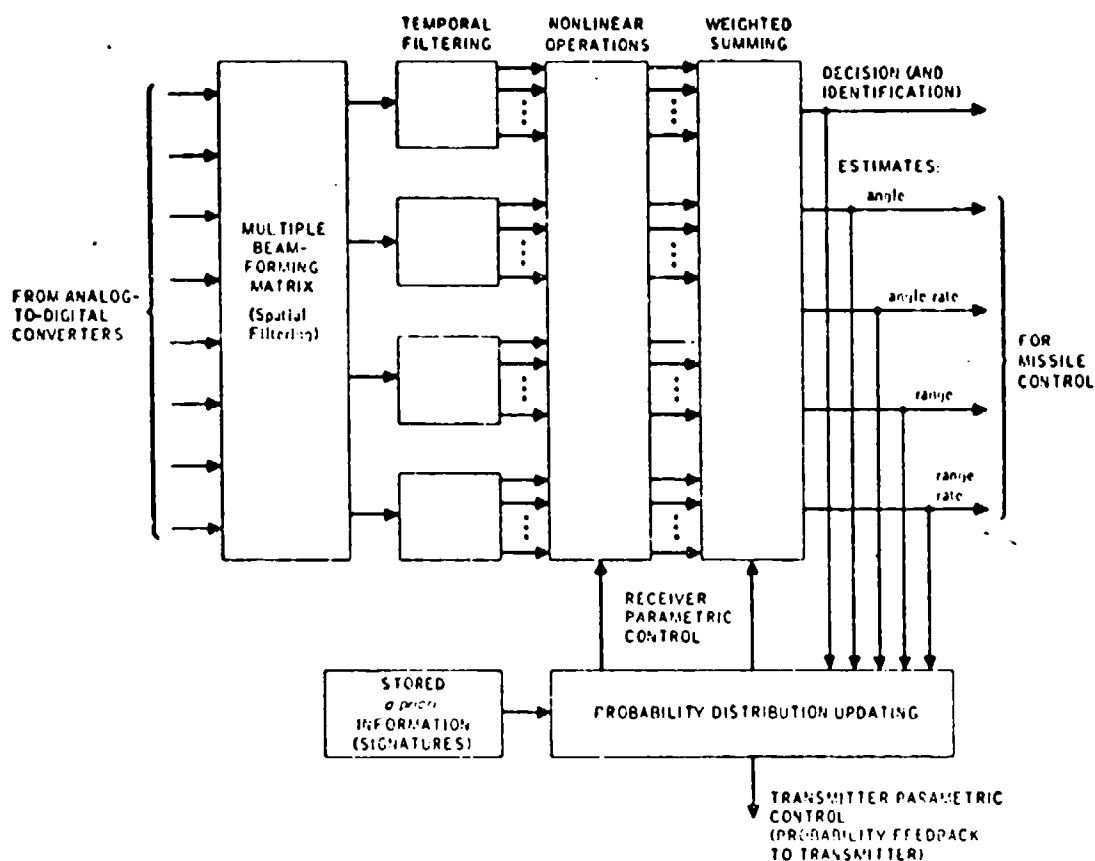 TEMPORAL
FILTERING
NONLINEAR
OPERATIONS
WEIGHTED
SUMMING
DECISION (AND
IDENTIFICATION)
ESTIMATES:
angle
MULTIPLE
BEAM-
FORMING
MATRIX
(Spatial
Filtering)
FROM ANALOG-
TO-DIGITAL
CONVERTERS
angle rate
FOR
MISSILE
CONTROL
range
range
rate
RECEIVER
PARAMETRIC
CONTROL
STORED
a priori
INFORMATION
(SIGNATURES)
PROBABILITY DISTRIBUTION UPDATING
TRANSMITTER PARAMETRIC
CONTROL
(PROBABILITY FEEDBACK
TO TRANSMITTER)